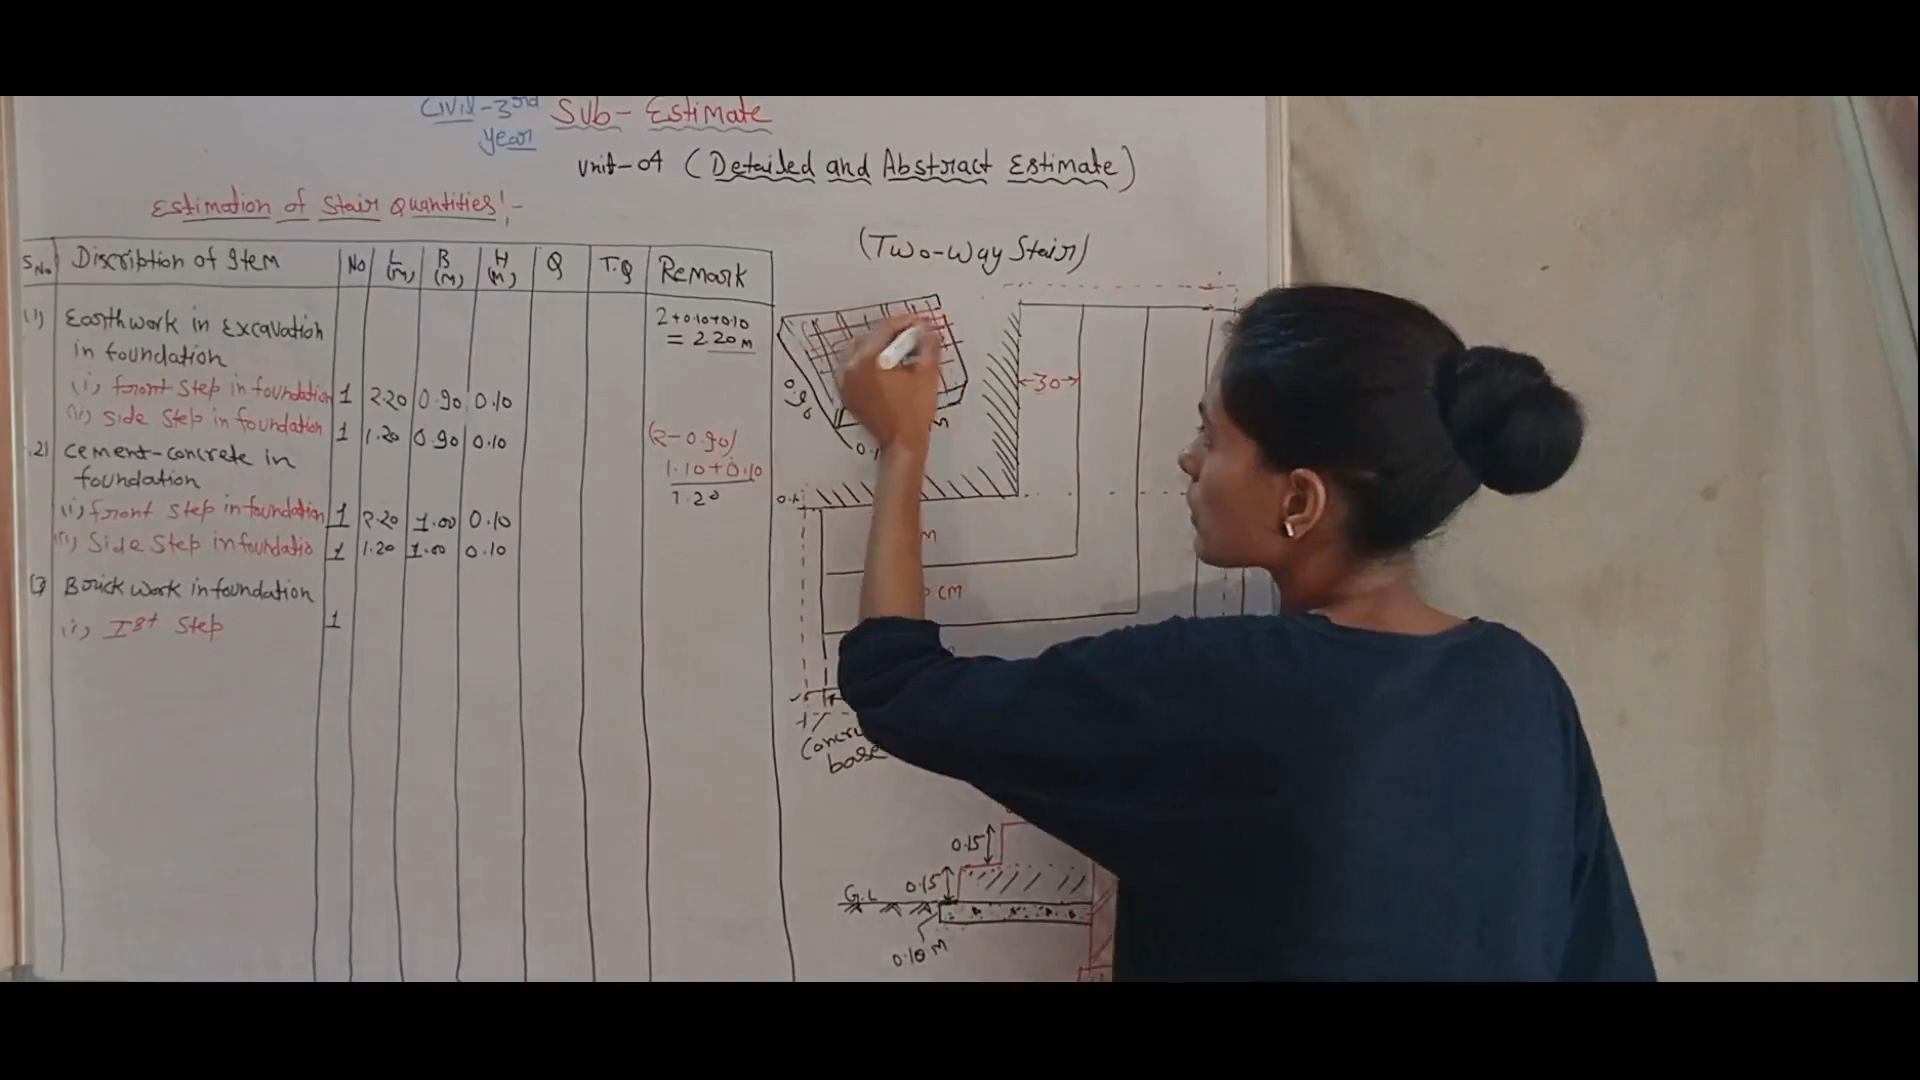 Civil-3rd Sub-Estimate
year
Unit-04 (Detailed and Abstract Estimate)
Estimation of Stair Quantities:-
S No Discription of Item No L (M) B (M) H (M) Q T.Q Remark
(1) Earthwork in Excavation
in foundation
2+0.10+0.10
= 2.20 M
(i) front Step in foundation 1 2.20 0.90 0.10
(ii) Side Step in foundation 1 1.20 0.90 0.10
(2-0.90)
1.10+0.10
1.20
2) Cement-concrete in
foundation
(i) front Step in foundation 1 2.20 1.00 0.10
(ii) Side Step in foundatio 1 1.20 1.00 0.10
(3) Brick work in foundation
(i) Ist Step 1
(Two-Way Stair)
30
M
cm
base
0.15
0.15
G.L
0.10 M